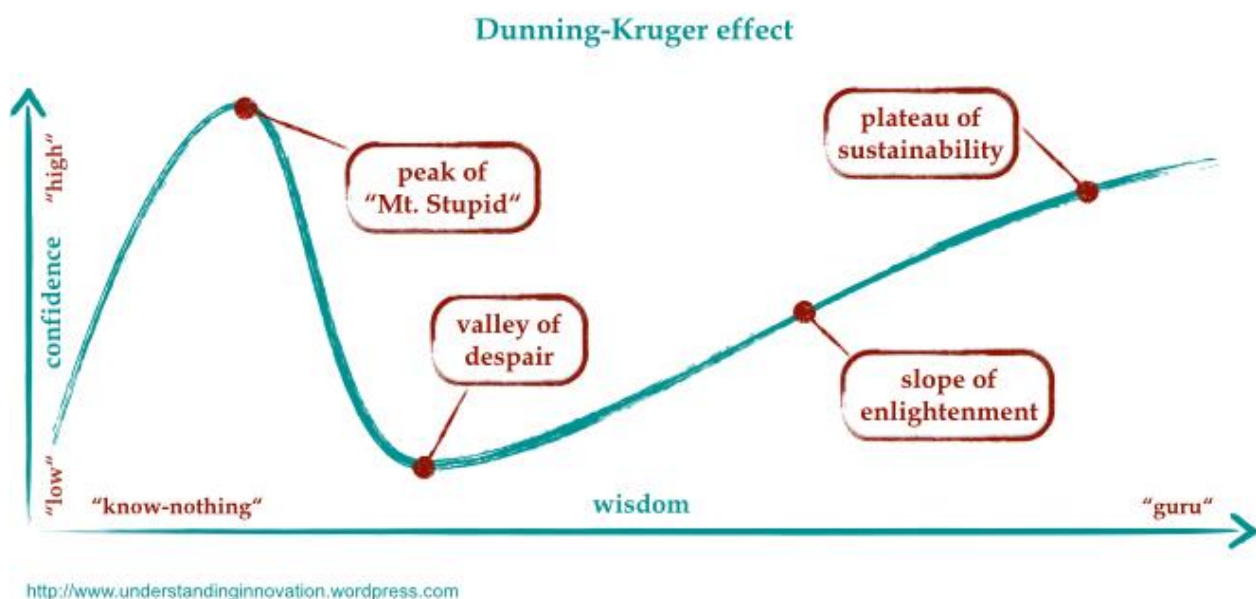 Dunning-Kruger effect
"high"
confidence
"low"
peak of
“Mt. Stupid“
valley of
despair
plateau of
sustainability
slope of
enlightenment
“know-nothing“
wisdom
“guru“
http://www.understandinginnovation.wordpress.com